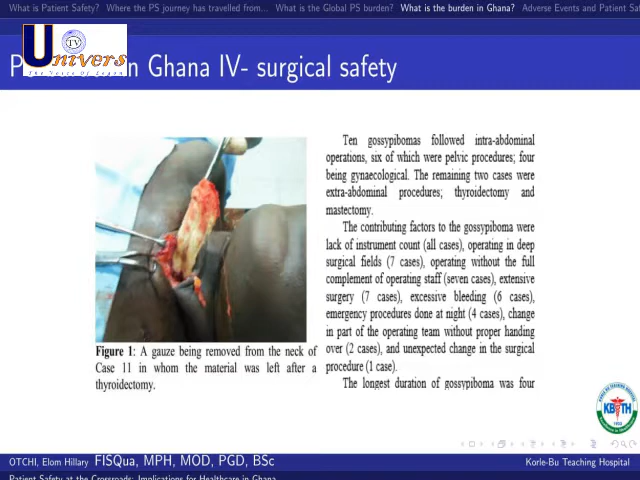 What is Patient Safety? Where the PS journey has travelled from... What is the Global PS burden? What is the burden in Ghana? Adverse Events and Patient Saf
Univers
The Voice Of Legon
P in Ghana IV- surgical safety
Ten gossypibomas followed intra-abdominal
operations, six of which were pelvic procedures; four
being gynaecological. The remaining two cases were
extra-abdominal procedures; thyroidectomy and
mastectomy.
The contributing factors to the gossypiboma were
lack of instrument count (all cases), operating in deep
surgical fields (7 cases), operating without the full
complement of operating staff (seven cases), extensive
surgery (7 cases), excessive bleeding (6 cases),
emergency procedures done at night (4 cases), change
in part of the operating team without proper handing
over (2 cases), and unexpected change in the surgical
procedure (1 case).
The longest duration of gossypiboma was four
Figure 1: A gauze being removed from the neck of
Case 11 in whom the material was left after a
thyroidectomy.
KBTH
OTCHI, Elom Hillary FISQua, MPH, MOD, PGD, BSc
Korle-Bu Teaching Hospital
Patient Safety at the Crossroads: Implications for Healthcare in Ghana